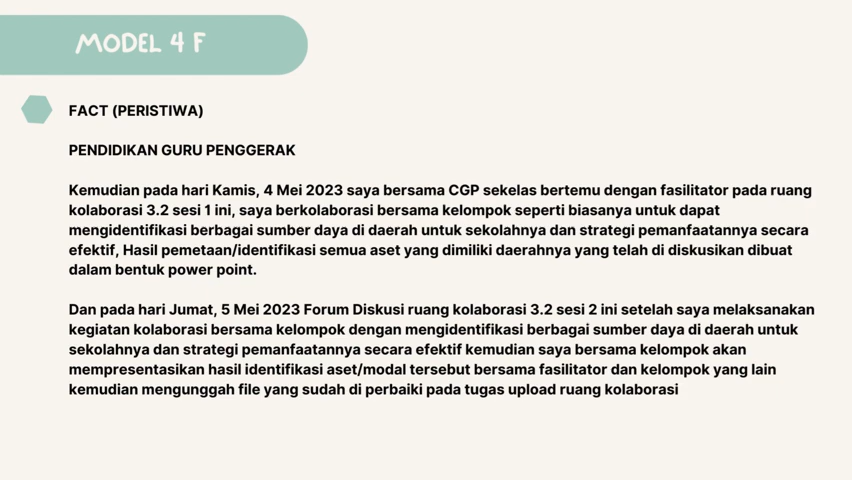 MODEL 4 F
FACT (PERISTIWA)
PENDIDIKAN GURU PENGGERAK
Kemudian pada hari Kamis, 4 Mei 2023 saya bersama CGP sekelas bertemu dengan fasilitator pada ruang
kolaborasi 3.2 sesi 1 ini, saya berkolaborasi bersama kelompok seperti biasanya untuk dapat
mengidentifikasi berbagai sumber daya di daerah untuk sekolahnya dan strategi pemanfaatannya secara
efektif, Hasil pemetaan/identifikasi semua aset yang dimiliki daerahnya yang telah di diskusikan dibuat
dalam bentuk power point.
Dan pada hari Jumat, 5 Mei 2023 Forum Diskusi ruang kolaborasi 3.2 sesi 2 ini setelah saya melaksanakan
kegiatan kolaborasi bersama kelompok dengan mengidentifikasi berbagai sumber daya di daerah untuk
sekolahnya dan strategi pemanfaatannya secara efektif kemudian saya bersama kelompok akan
mempresentasikan hasil identifikasi aset/modal tersebut bersama fasilitator dan kelompok yang lain
kemudian mengunggah file yang sudah di perbaiki pada tugas upload ruang kolaborasi